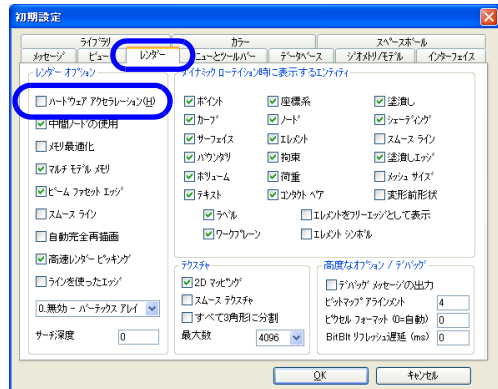 初期設定
ライブラリ カラー スペースボール
メッセージ ビュー レンダー ニューとツールバー データベース ジオメトリ/モデル インターフェイス
レンダー オプション
ハードウェア アクセラレーション(H)
中間ノードの使用
メモリ最適化
マルチ モデル メモリ
ビーム ファセット エッジ
スムース ライン
自動完全再描画
高速レンダー ピッキング
ラインを使ったエッジ
0.無効 - バーテックス アレイ
サーチ深度 0
ダイナミック ローテイション時に表示するエンティティ
ポイント 座標系 塗潰し
カーブ ノード シェーディング
サーフェイス エレメント スムース ライン
バウンダリ 拘束 塗潰しエッジ
ボリューム 荷重 メッシュ サイズ
テキスト コンタクト ペア 変形前形状
ラベル エレメントをフリーエッジとして表示
ワークプレーン エレメント シンボル
テクスチャ
2D マッピング
スムース テクスチャ
すべて3角形に分割
最大数 4096
高度なオプション / デバッグ
デバッグ メッセージの出力
ビットマップ アラインメント 4
ピクセル フォーマット (0=自動) 0
BitBlt リフレッシュ遅延 (ms) 0
OK キャンセル